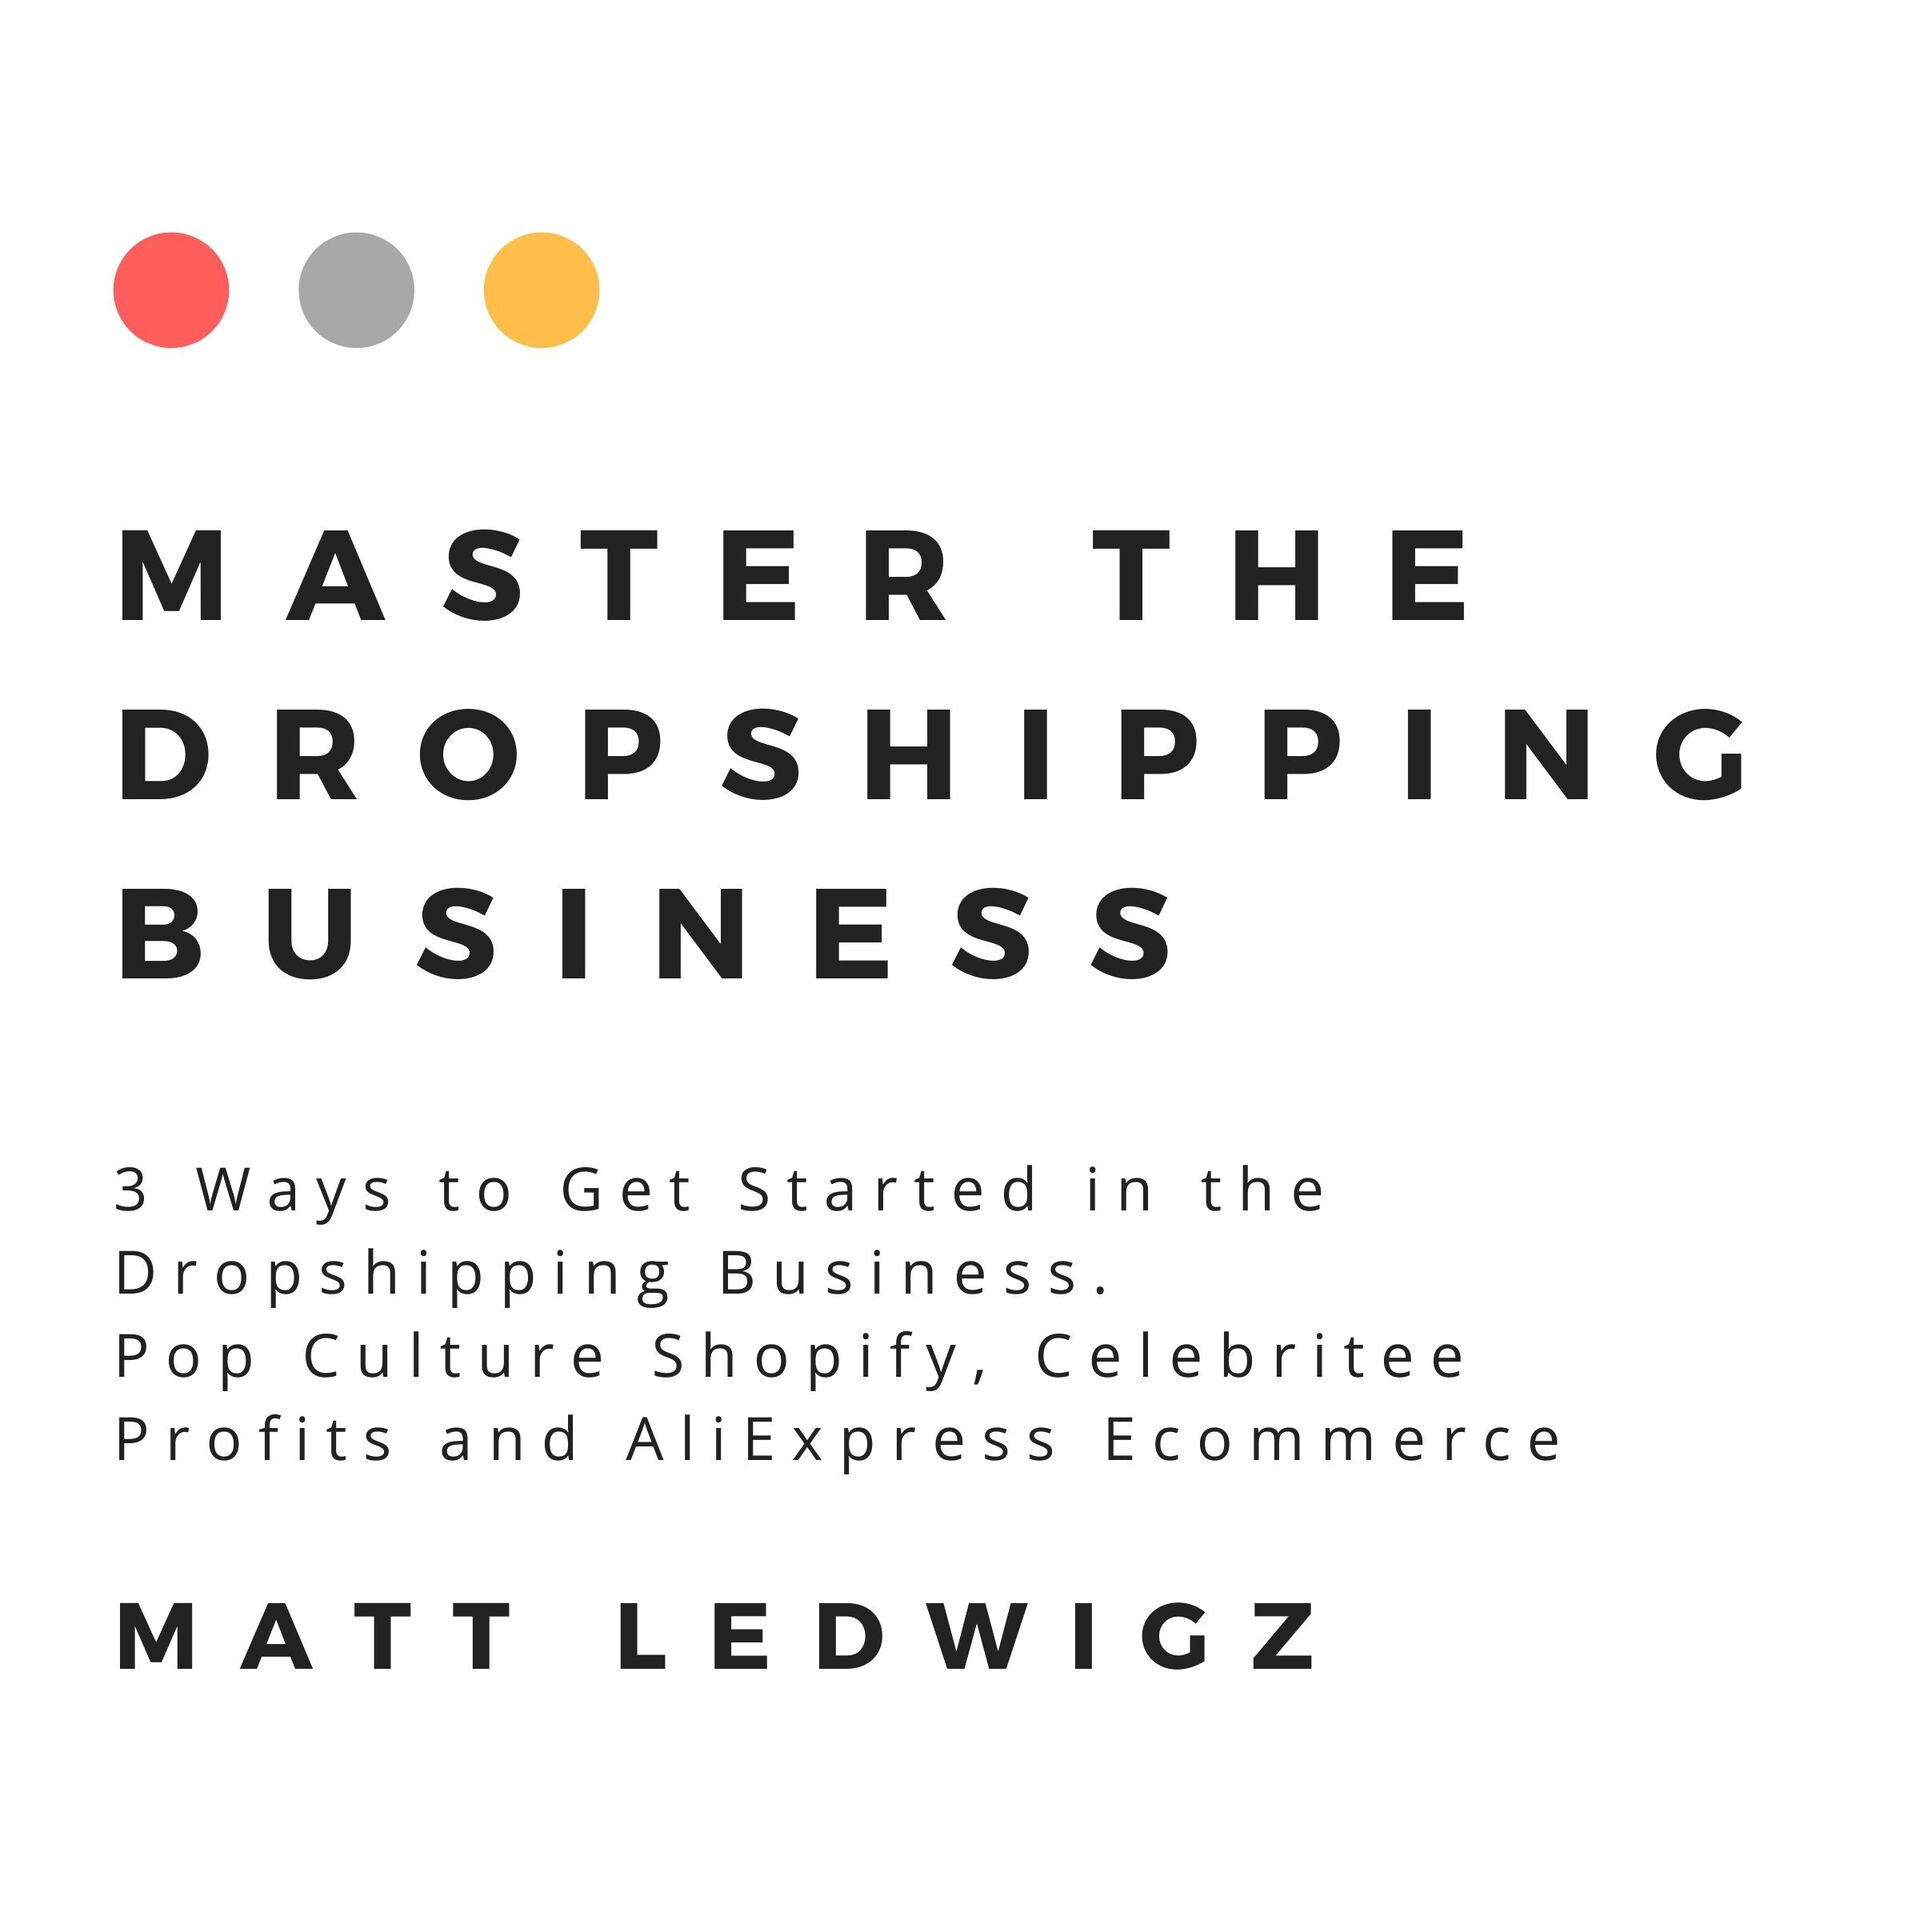 MASTER THE
DROPSHIPPING
BUSINESS
3 Ways to Get Started in the
Dropshipping Business.
Pop Culture Shopify, Celebritee
Profits and AliExpress Ecommerce
MATT LEDWIGZ